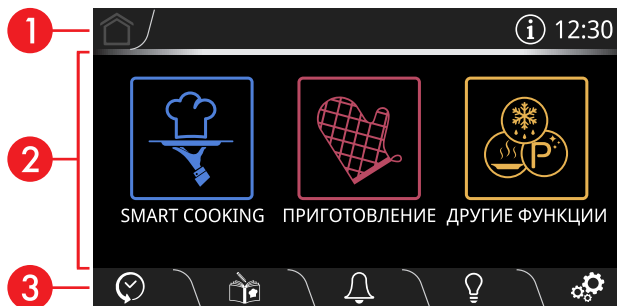 1
12:30
2
SMART COOKING
ПРИГОТОВЛЕНИЕ
ДРУГИЕ ФУНКЦИИ
P
3